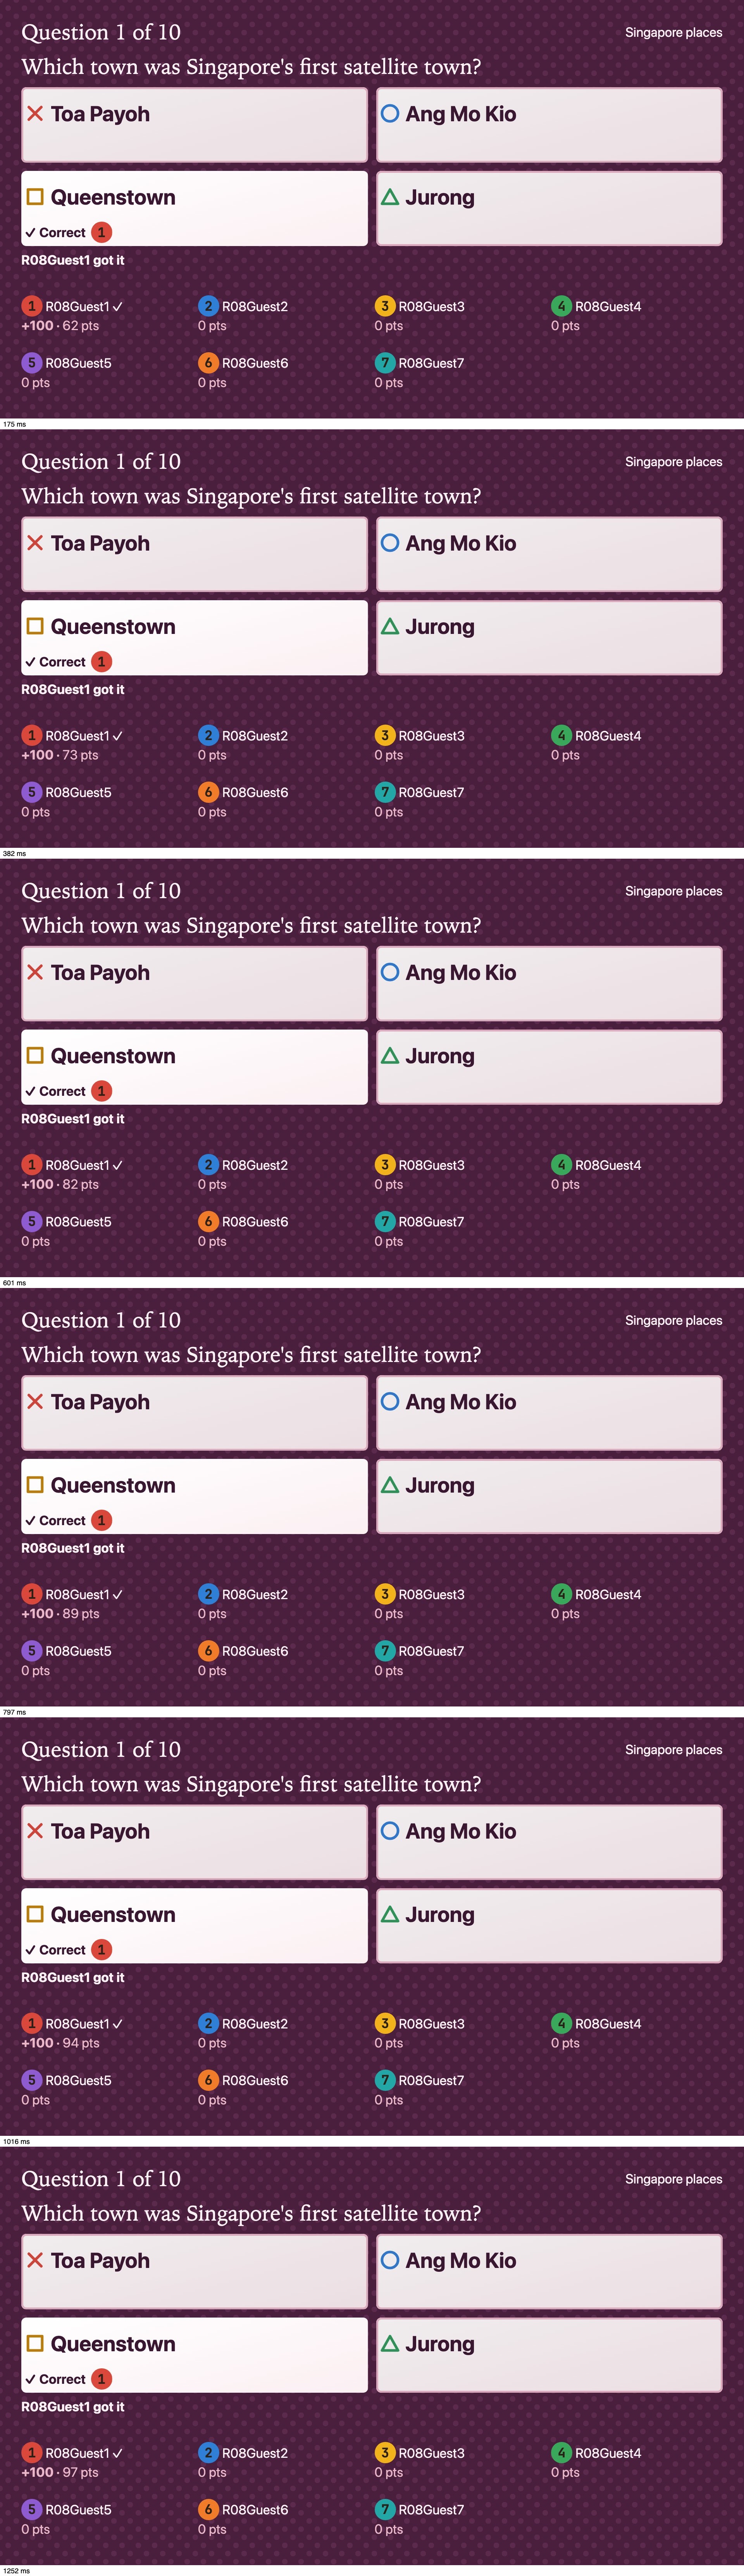 Question 1 of 10
Singapore places
Which town was Singapore's first satellite town?
Toa Payoh
Ang Mo Kio
Queenstown
Jurong
✓ Correct 1
R08Guest1 got it
1 R08Guest1 ✓
2 R08Guest2
3 R08Guest3
4 R08Guest4
+100 · 62 pts
0 pts
0 pts
0 pts
5 R08Guest5
6 R08Guest6
7 R08Guest7
0 pts
0 pts
0 pts
175 ms
Question 1 of 10
Singapore places
Which town was Singapore's first satellite town?
Toa Payoh
Ang Mo Kio
Queenstown
Jurong
✓ Correct 1
R08Guest1 got it
1 R08Guest1 ✓
2 R08Guest2
3 R08Guest3
4 R08Guest4
+100 · 73 pts
0 pts
0 pts
0 pts
5 R08Guest5
6 R08Guest6
7 R08Guest7
0 pts
0 pts
0 pts
382 ms
Question 1 of 10
Singapore places
Which town was Singapore's first satellite town?
Toa Payoh
Ang Mo Kio
Queenstown
Jurong
✓ Correct 1
R08Guest1 got it
1 R08Guest1 ✓
2 R08Guest2
3 R08Guest3
4 R08Guest4
+100 · 82 pts
0 pts
0 pts
0 pts
5 R08Guest5
6 R08Guest6
7 R08Guest7
0 pts
0 pts
0 pts
601 ms
Question 1 of 10
Singapore places
Which town was Singapore's first satellite town?
Toa Payoh
Ang Mo Kio
Queenstown
Jurong
✓ Correct 1
R08Guest1 got it
1 R08Guest1 ✓
2 R08Guest2
3 R08Guest3
4 R08Guest4
+100 · 89 pts
0 pts
0 pts
0 pts
5 R08Guest5
6 R08Guest6
7 R08Guest7
0 pts
0 pts
0 pts
797 ms
Question 1 of 10
Singapore places
Which town was Singapore's first satellite town?
Toa Payoh
Ang Mo Kio
Queenstown
Jurong
✓ Correct 1
R08Guest1 got it
1 R08Guest1 ✓
2 R08Guest2
3 R08Guest3
4 R08Guest4
+100 · 94 pts
0 pts
0 pts
0 pts
5 R08Guest5
6 R08Guest6
7 R08Guest7
0 pts
0 pts
0 pts
1016 ms
Question 1 of 10
Singapore places
Which town was Singapore's first satellite town?
Toa Payoh
Ang Mo Kio
Queenstown
Jurong
✓ Correct 1
R08Guest1 got it
1 R08Guest1 ✓
2 R08Guest2
3 R08Guest3
4 R08Guest4
+100 · 97 pts
0 pts
0 pts
0 pts
5 R08Guest5
6 R08Guest6
7 R08Guest7
0 pts
0 pts
0 pts
1252 ms